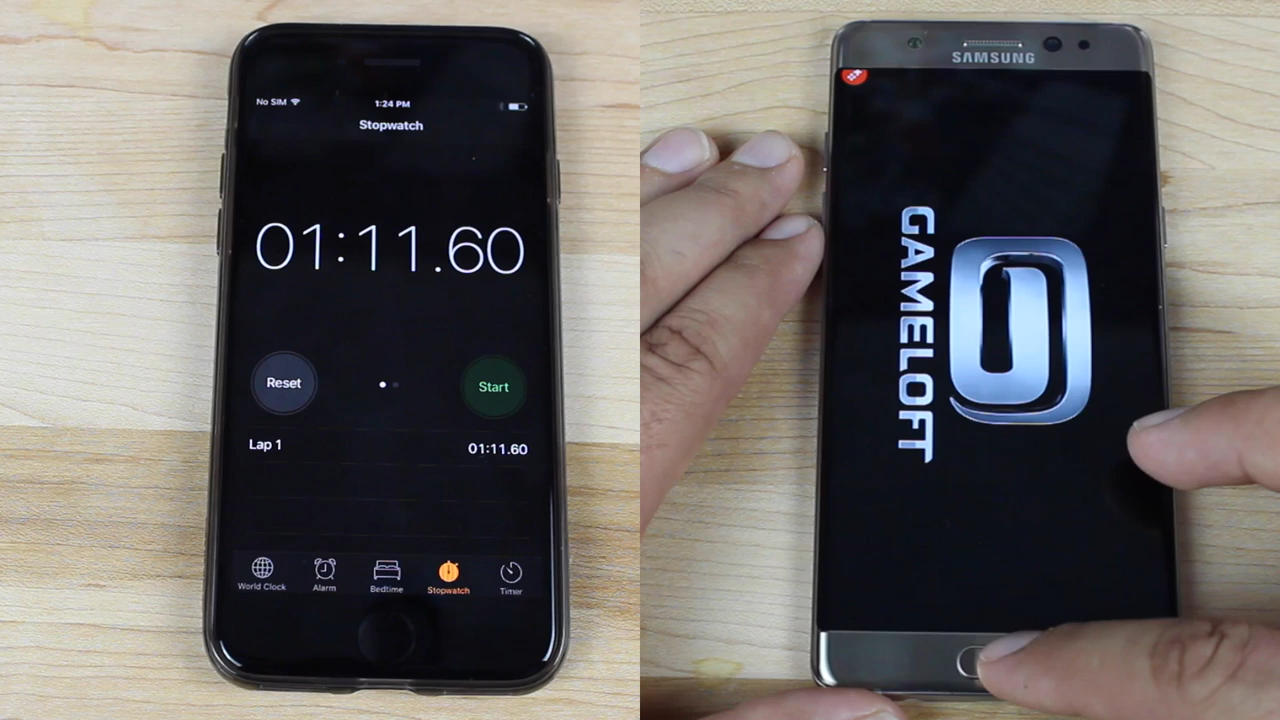 No SIM
1:24 PM
Stopwatch
01:11.60
Reset
Start
Lap 1
01:11.60
World Clock
Alarm
Bedtime
Stopwatch
Timer
SAMSUNG
GAMELOFT